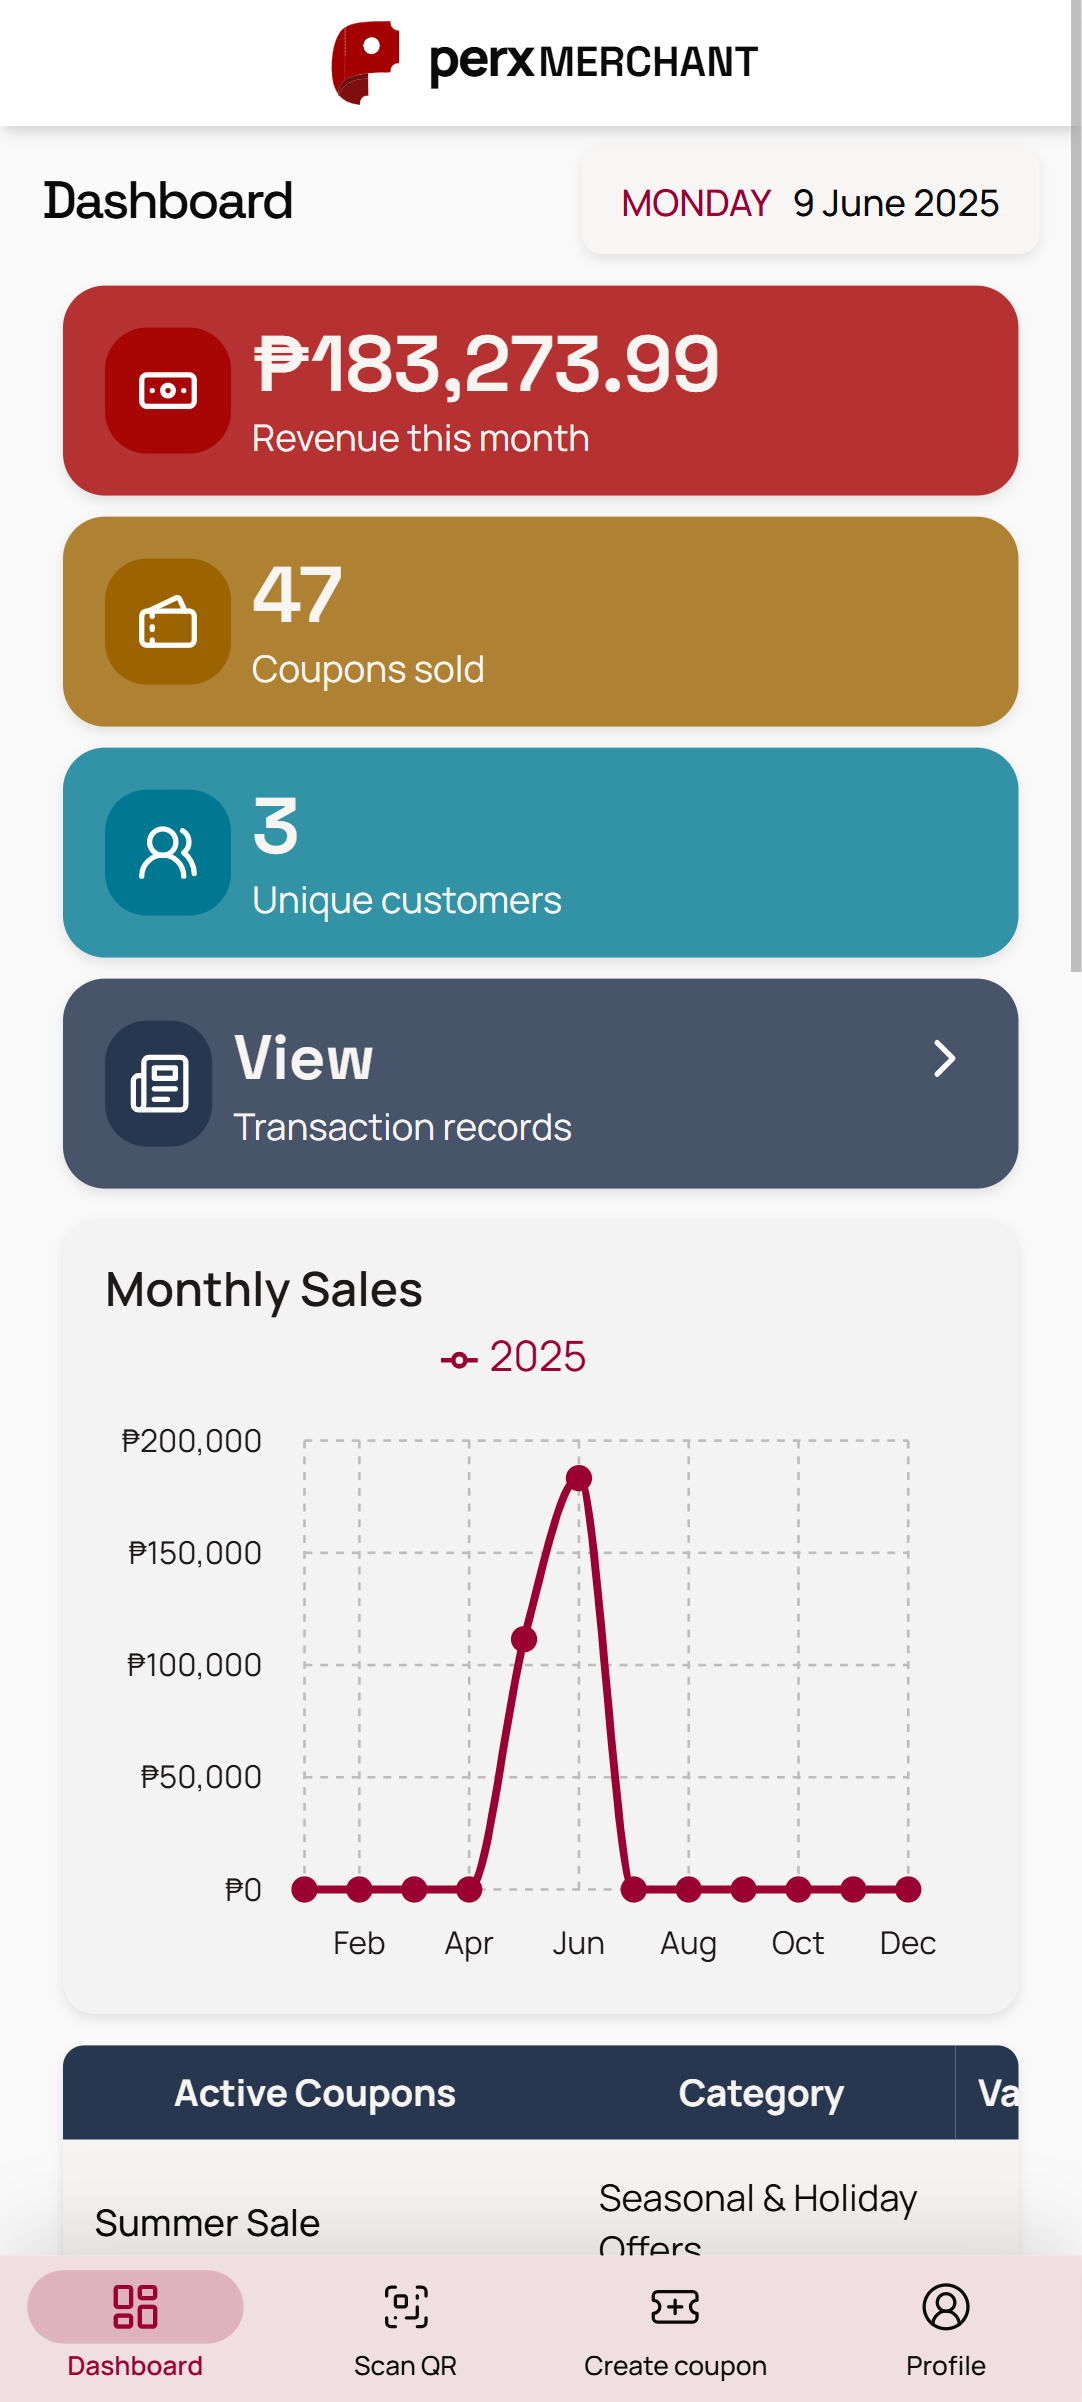 perx MERCHANT
Dashboard
MONDAY 9 June 2025
₱183,273.99
Revenue this month
47
Coupons sold
3
Unique customers
View
Transaction records
Monthly Sales
2025
₱200,000
₱150,000
₱100,000
₱50,000
₱0
Feb Apr Jun Aug Oct Dec
Active Coupons Category Va
Summer Sale Seasonal & Holiday
Offers
Dashboard Scan QR Create coupon Profile